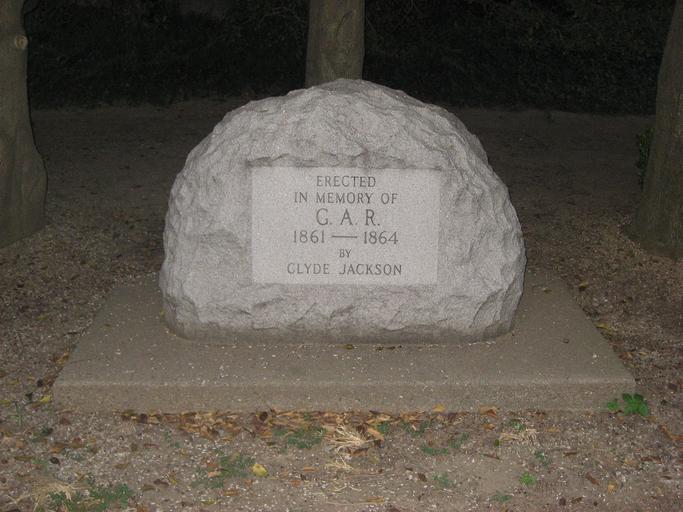 ERECTED
IN MEMORY OF
G. A. R.
1861 — 1864
BY
CLYDE JACKSON